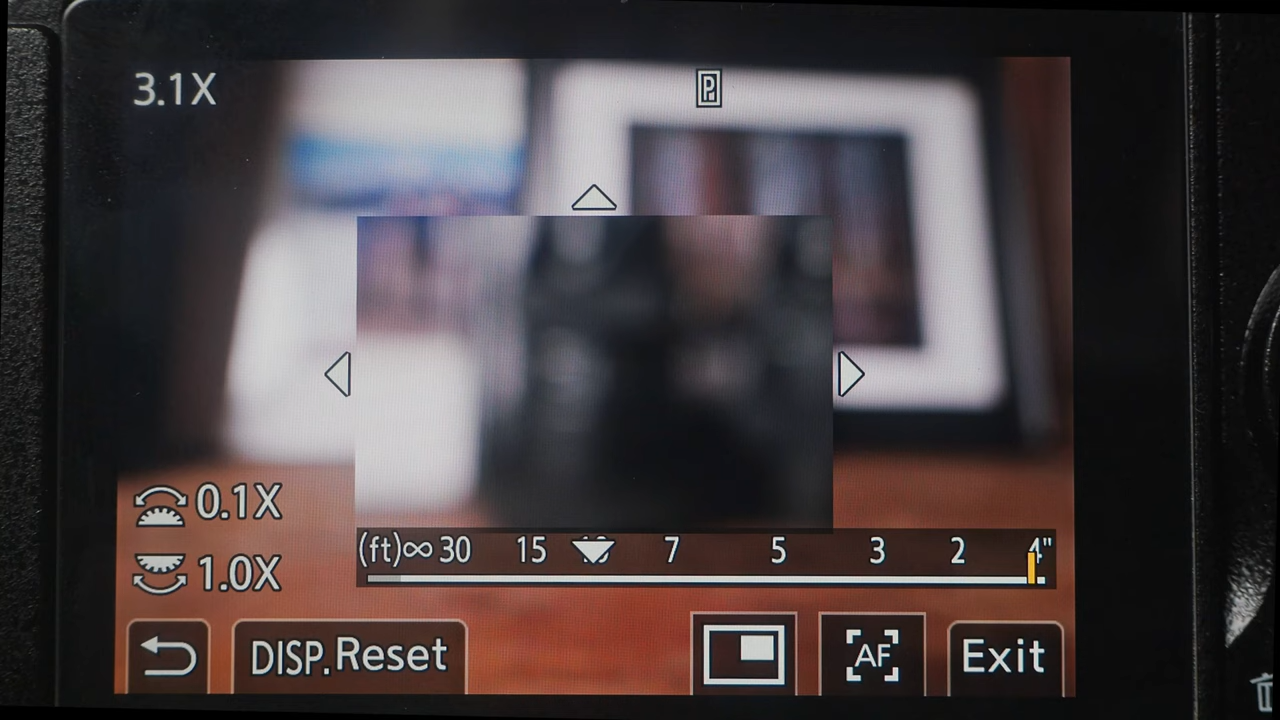 3.1X
P
0.1X
1.0X
(ft)∞ 30 15 7 5 3 2 4"
DISP.Reset
AF
Exit